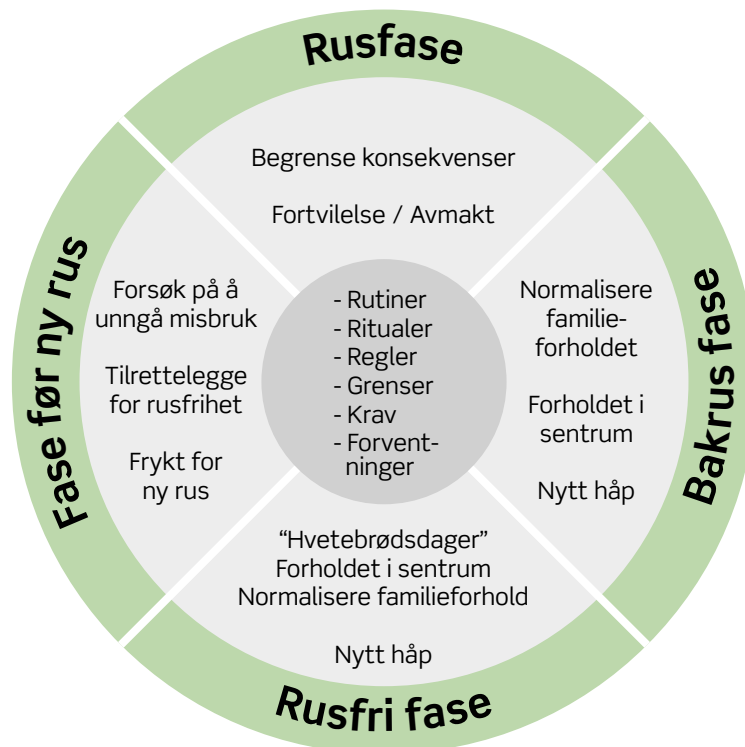 Rusfase
Begrense konsekvenser
Fortvilelse / Avmakt
Bakrus fase
Normalisere
familie-
forholdet
Forholdet i
sentrum
Nytt håp
Rusfri fase
“Hvetebrødsdager”
Forholdet i sentrum
Normalisere familieforhold
Nytt håp
Fase før ny rus
Forsøk på å
unngå misbruk
Tilrettelegge
for rusfrihet
Frykt for
ny rus
- Rutiner
- Ritualer
- Regler
- Grenser
- Krav
- Forvent-
ninger